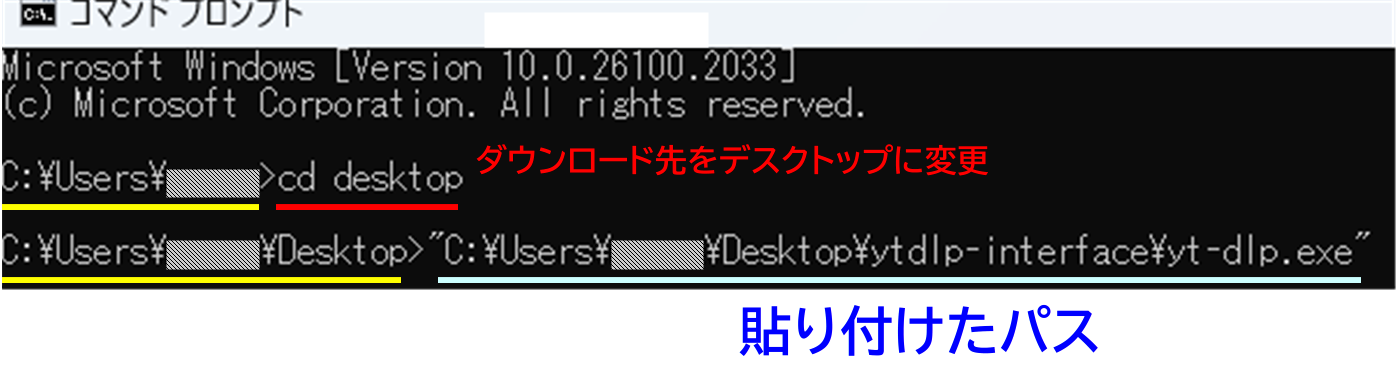 コマンド プロンプト
Microsoft Windows [Version 10.0.26100.2033]
(c) Microsoft Corporation. All rights reserved.
C:¥Users¥>cd desktop ダウンロード先をデスクトップに変更
C:¥Users¥¥Desktop>"C:¥Users¥¥Desktop¥ytdlp-interface¥yt-dlp.exe"
貼り付けたパス